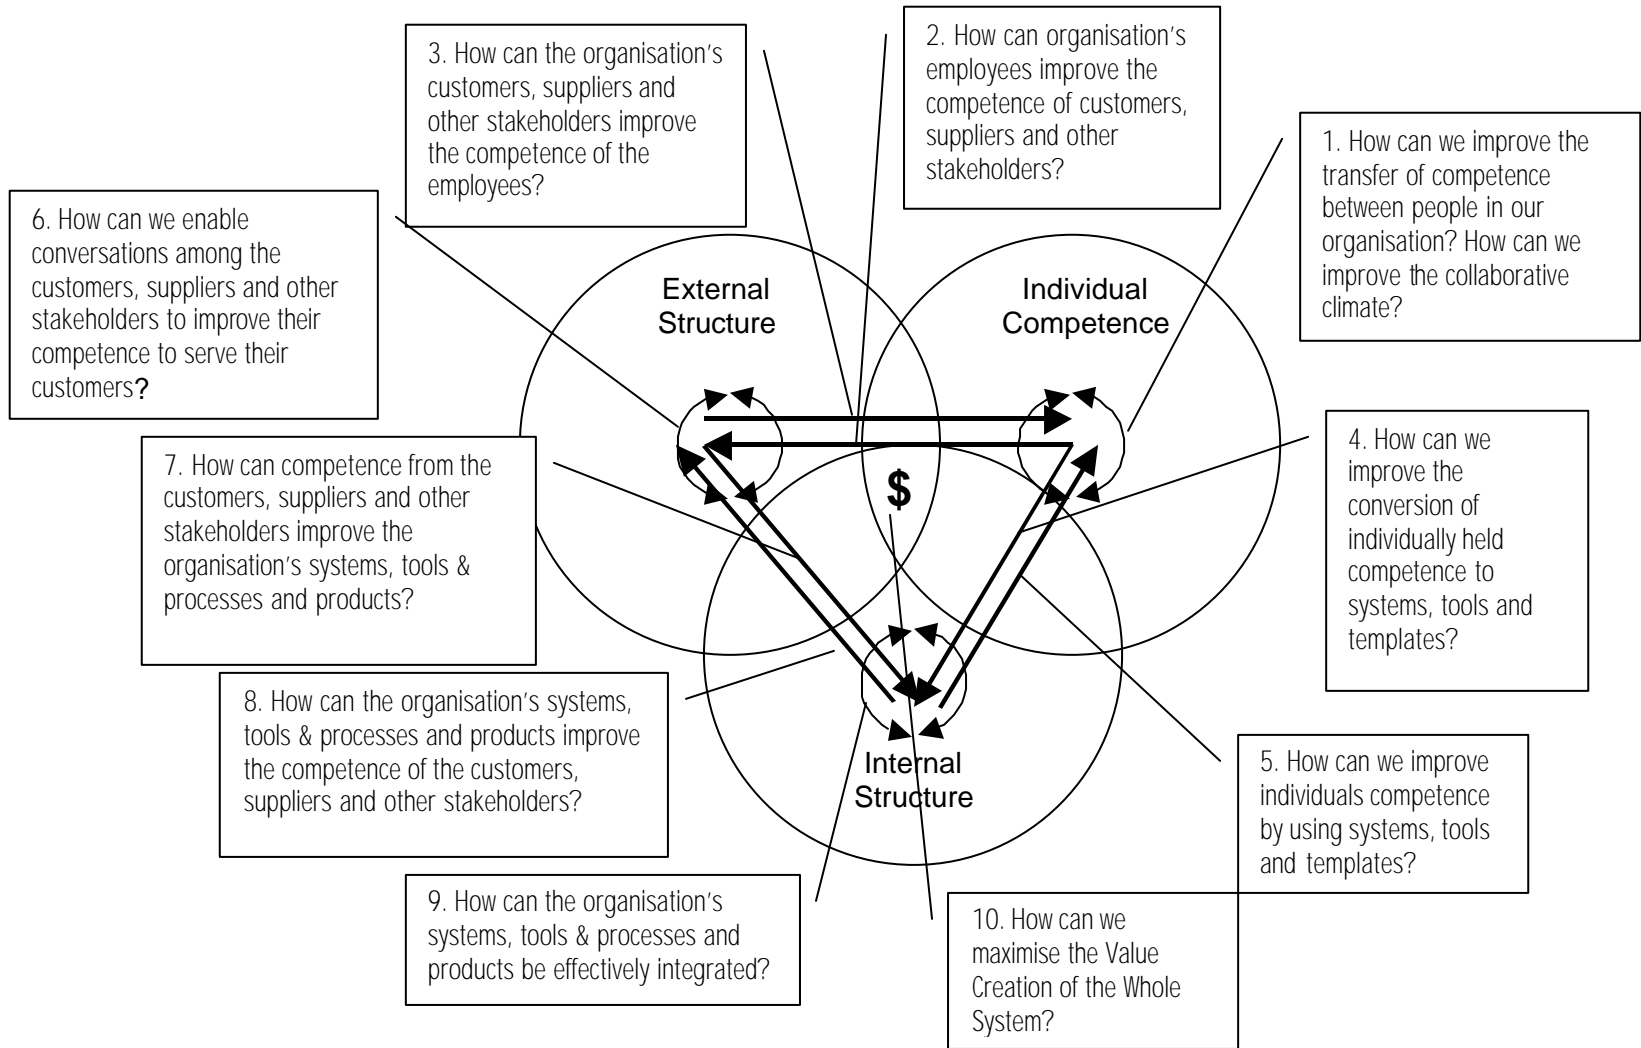 3. How can the organisation's
customers, suppliers and
other stakeholders improve
the competence of the
employees?
2. How can organisation's
employees improve the
competence of customers,
suppliers and other
stakeholders?
1. How can we improve the
transfer of competence
between people in our
organisation? How can we
improve the collaborative
climate?
6. How can we enable
conversations among the
customers, suppliers and other
stakeholders to improve their
competence to serve their
customers?
External
Structure
Individual
Competence
7. How can competence from the
customers, suppliers and other
stakeholders improve the
organisation's systems, tools &
processes and products?
$
4. How can we
improve the
conversion of
individually held
competence to
systems, tools and
templates?
8. How can the organisation's systems,
tools & processes and products improve
the competence of the customers,
suppliers and other stakeholders?
Internal
Structure
5. How can we improve
individuals competence
by using systems, tools
and templates?
9. How can the organisation's
systems, tools & processes and
products be effectively integrated?
10. How can we
maximise the Value
Creation of the Whole
System?